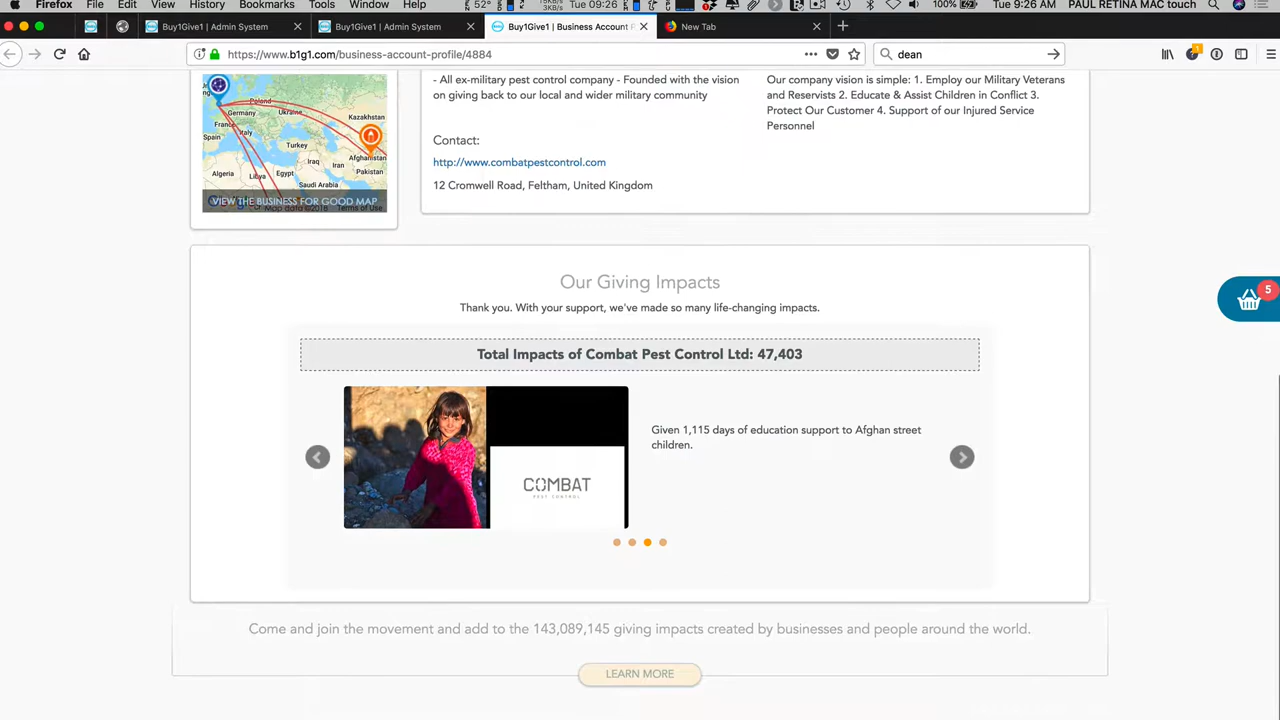 Firefox File Edit View History Bookmarks Tools Window Help 52° Tue 09:26 100% Tue 9:26 AM PAUL RETINA MAC touch
Buy1Give1 | Admin System Buy1Give1 | Admin System Buy1Give1 | Business Account New Tab
https://www.b1g1.com/business-account-profile/4884 dean
- All ex-military pest control company - Founded with the vision
on giving back to our local and wider military community
Our company vision is simple: 1. Employ our Military Veterans
and Reservists 2. Educate & Assist Children in Conflict 3.
Protect Our Customer 4. Support of our Injured Service
Personnel
Poland
Germany
Ukraine
France
Kazakhstan
Italy
Spain
Turkey
Afghanistan
Iraq
Iran
Pakistan
Algeria
Libya
Egypt
Saudi Arabia
VIEW THE BUSINESS FOR GOOD MAP
Map data ©2018 Terms of Use
Contact:
http://www.combatpestcontrol.com
12 Cromwell Road, Feltham, United Kingdom
5
Our Giving Impacts
Thank you. With your support, we've made so many life-changing impacts.
Total Impacts of Combat Pest Control Ltd: 47,403
COMBAT
PEST CONTROL
Given 1,115 days of education support to Afghan street
children.
Come and join the movement and add to the 143,089,145 giving impacts created by businesses and people around the world.
LEARN MORE